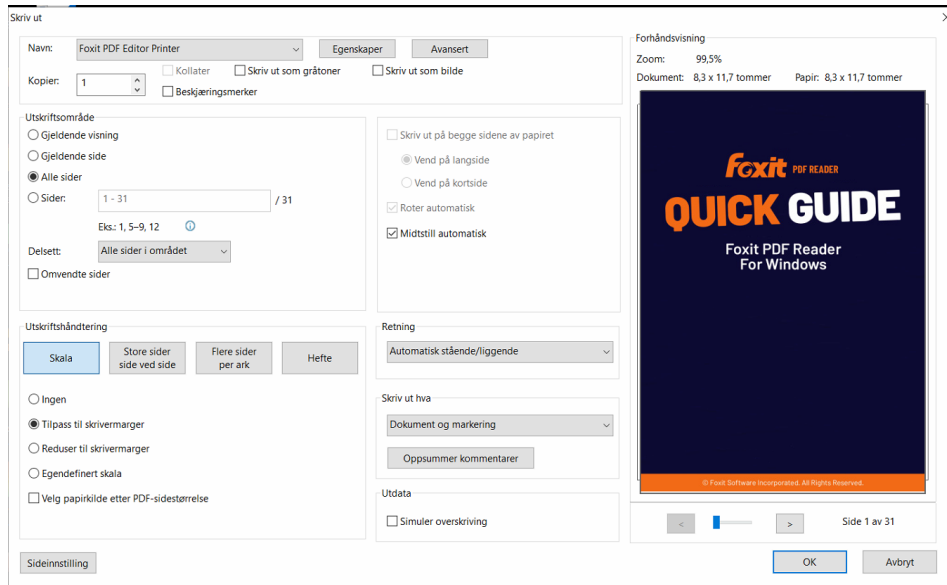 Skriv ut
Navn:
Foxit PDF Editor Printer
Egenskaper
Avansert
Kopier:
1
Kollater
Skriv ut som gråtoner
Skriv ut som bilde
Beskjæringsmerker
Utskriftsområde
Gjeldende visning
Gjeldende side
Alle sider
Sider:
1 - 31
/ 31
Eks.: 1, 5–9, 12
Delsett:
Alle sider i området
Omvendte sider
Skriv ut på begge sidene av papiret
Vend på langside
Vend på kortside
Roter automatisk
Midtstill automatisk
Utskriftshåndtering
Skala
Store sider
side ved side
Flere sider
per ark
Hefte
Ingen
Tilpass til skrivermarger
Reduser til skrivermarger
Egendefinert skala
Velg papirkilde etter PDF-sidestørrelse
Retning
Automatisk stående/liggende
Skriv ut hva
Dokument og markering
Oppsummer kommentarer
Utdata
Simuler overskriving
Forhåndsvisning
Zoom: 99,5%
Dokument: 8,3 x 11,7 tommer Papir: 8,3 x 11,7 tommer
Foxit PDF READER
QUICK GUIDE
Foxit PDF Reader
For Windows
© Foxit Software Incorporated. All Rights Reserved.
<
>
Side 1 av 31
Sideinnstilling
OK
Avbryt